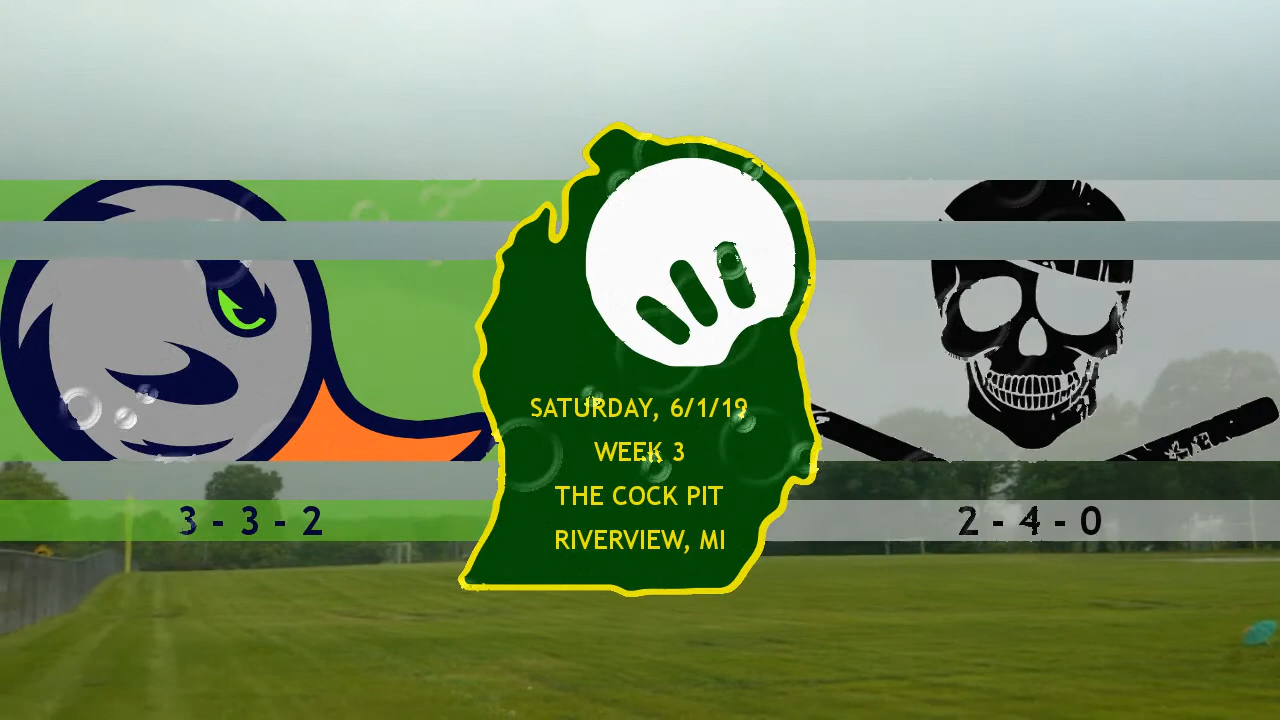 SATURDAY, 6/1/19
WEEK 3
THE COCK PIT
RIVERVIEW, MI
3 - 3 - 2
2 - 4 - 0